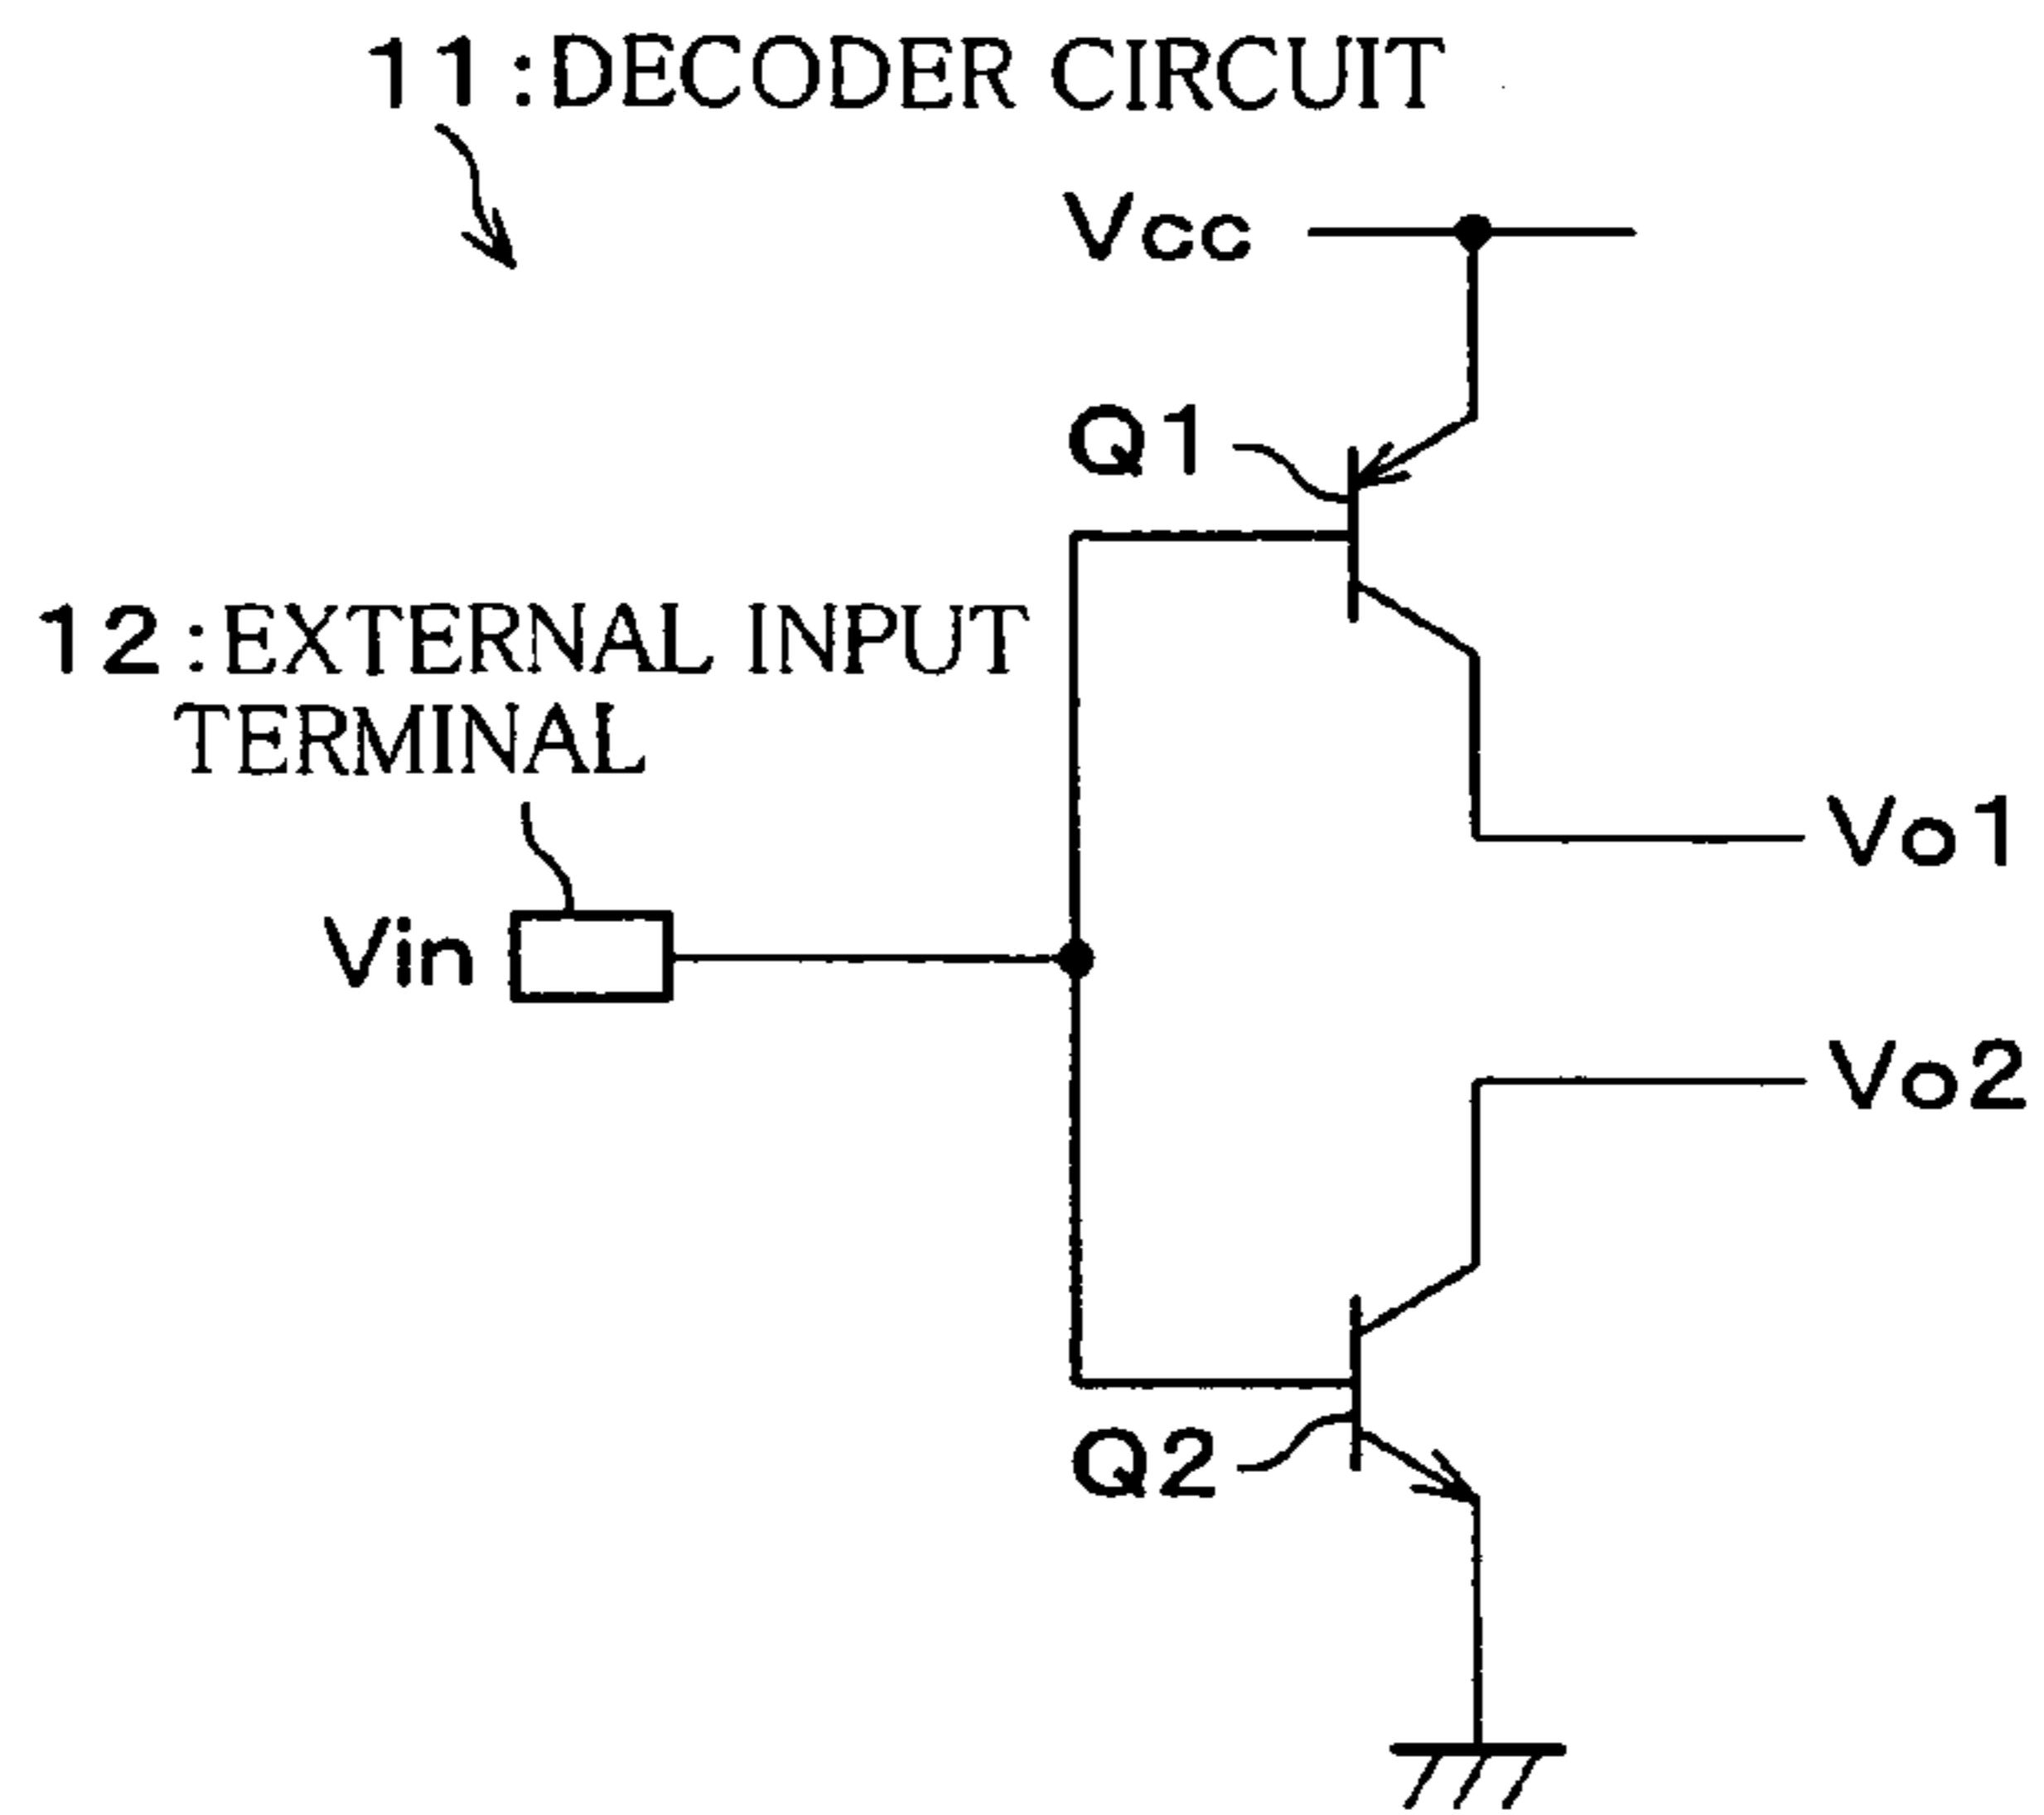 11:DECODER CIRCUIT
Vcc
Q1
12:EXTERNAL INPUT
TERMINAL
Vo1
Vin
Vo2
Q2